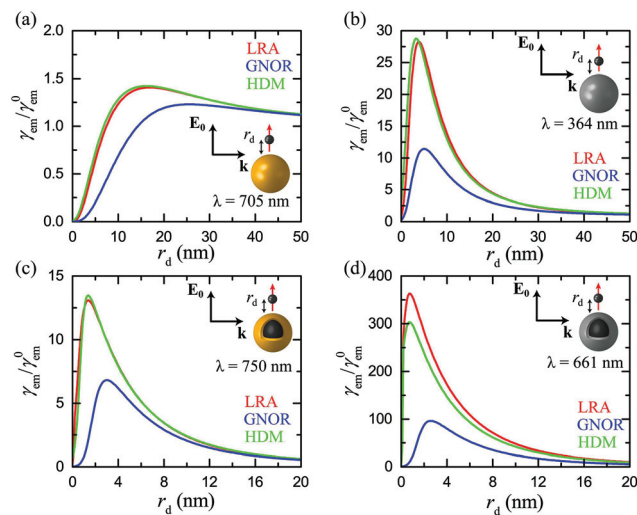 (a)
2.0
1.5
1.0
0.5
0.0
γem/γ⁰em
LRA
GNOR
HDM
E₀
k
rd
λ = 705 nm
0 10 20 30 40 50
rd (nm)
(b)
30
25
20
15
10
5
0
γem/γ⁰em
E₀
k
rd
λ = 364 nm
LRA
GNOR
HDM
0 10 20 30 40 50
rd (nm)
(c)
15
10
5
0
γem/γ⁰em
E₀
k
rd
λ = 750 nm
LRA
GNOR
HDM
0 4 8 12 16 20
rd (nm)
(d)
400
300
200
100
0
γem/γ⁰em
E₀
k
rd
λ = 661 nm
LRA
GNOR
HDM
0 4 8 12 16 20
rd (nm)